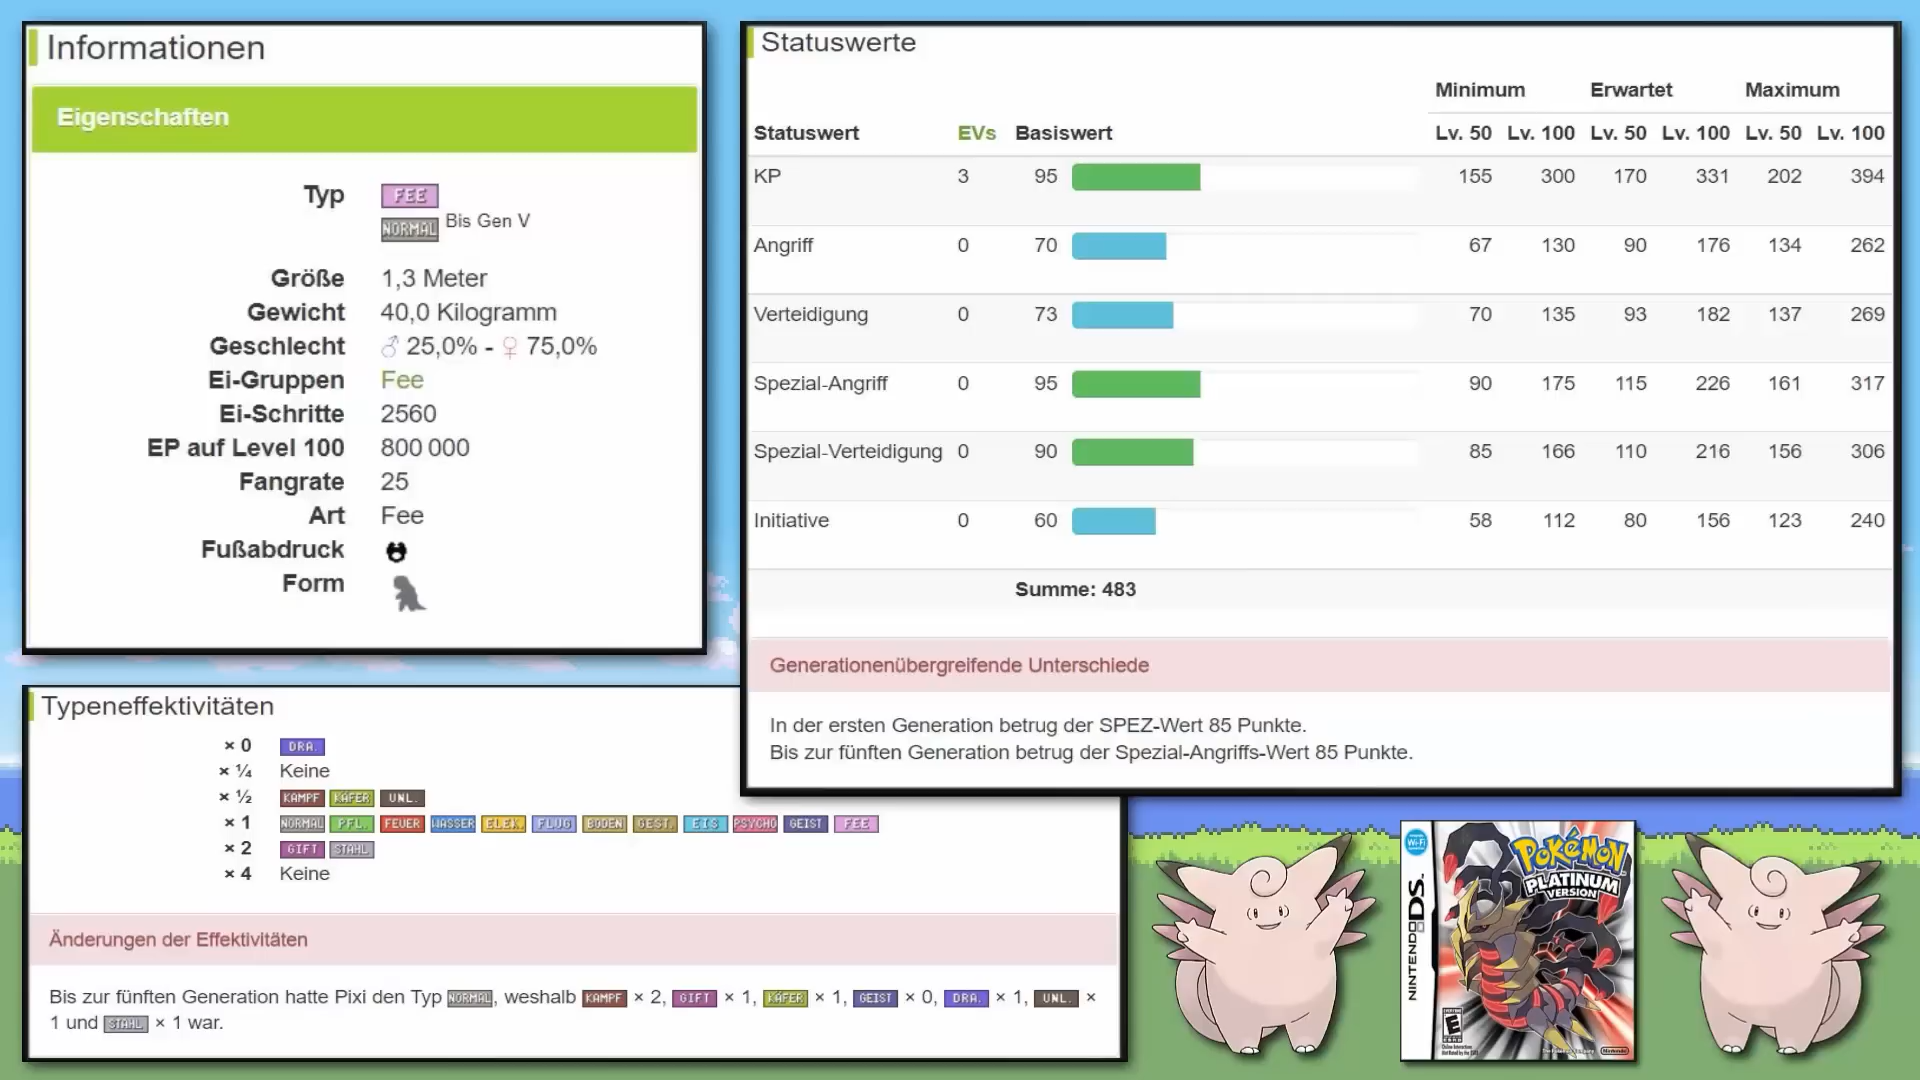 Informationen
Eigenschaften
Typ FEE
NORMAL Bis Gen V
Größe 1,3 Meter
Gewicht 40,0 Kilogramm
Geschlecht ♂ 25,0% - ♀ 75,0%
Ei-Gruppen Fee
Ei-Schritte 2560
EP auf Level 100 800 000
Fangrate 25
Art Fee
Fußabdruck
Form
Statuswerte
Minimum Erwartet Maximum
Statuswert EVs Basiswert Lv. 50 Lv. 100 Lv. 50 Lv. 100 Lv. 50 Lv. 100
KP 3 95 155 300 170 331 202 394
Angriff 0 70 67 130 90 176 134 262
Verteidigung 0 73 70 135 93 182 137 269
Spezial-Angriff 0 95 90 175 115 226 161 317
Spezial-Verteidigung 0 90 85 166 110 216 156 306
Initiative 0 60 58 112 80 156 123 240
Summe: 483
Generationenübergreifende Unterschiede
In der ersten Generation betrug der SPEZ-Wert 85 Punkte.
Bis zur fünften Generation betrug der Spezial-Angriffs-Wert 85 Punkte.
Typeneffektivitäten
× 0 DRA.
× ¼ Keine
× ½ KAMPF KÄFER UNL.
× 1 NORMAL PFL. FEUER WASSER ELEK. FLUG BODEN GEST. EIS PSYCHO GEIST FEE
× 2 GIFT STAHL
× 4 Keine
Änderungen der Effektivitäten
Bis zur fünften Generation hatte Pixi den Typ NORMAL, weshalb KAMPF × 2, GIFT × 1, KÄFER × 1, GEIST × 0, DRA. × 1, UNL. ×
1 und STAHL × 1 war.
Wi-Fi
NINTENDODS
POKéMON
PLATINUM
VERSION
E
Nintendo